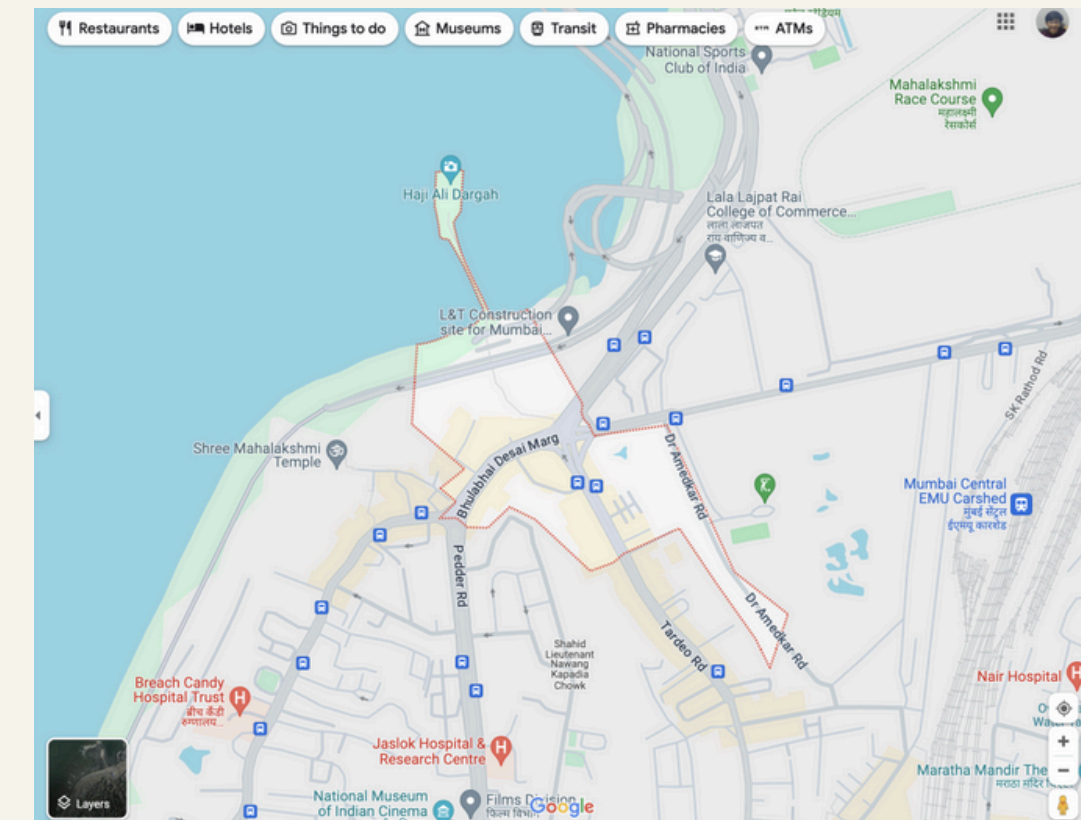 Restaurants
Hotels
Things to do
Museums
Transit
Pharmacies
ATMs
National Sports
Club of India
Mahalakshmi
Race Course
महालक्ष्मी
रेसकोर्स
Haji Ali Dargah
Lala Lajpat Rai
College of Commerce...
लाला लाजपत
राय वाणिज्य व...
L&T Construction
site for Mumbai...
SK Rathod Rd
Shree Mahalakshmi
Temple
Bhulabhai Desai Marg
Dr Amedkar Rd
Mumbai Central
EMU Carshed
मुंबई सेंट्रल
ईएमयू कारशेड
Pedder Rd
Dr Amedkar Rd
Tardeo Rd
Shahid
Lieutenant
Nawang
Kapadia
Chowk
Breach Candy
Hospital Trust
ब्रीच कँडी
रुग्णालय...
Nair Hospital
Jaslok Hospital &
Research Centre
Maratha Mandir The
Layers
National Museum
of Indian Cinema
Films Division
फिल्म विभाग
Google